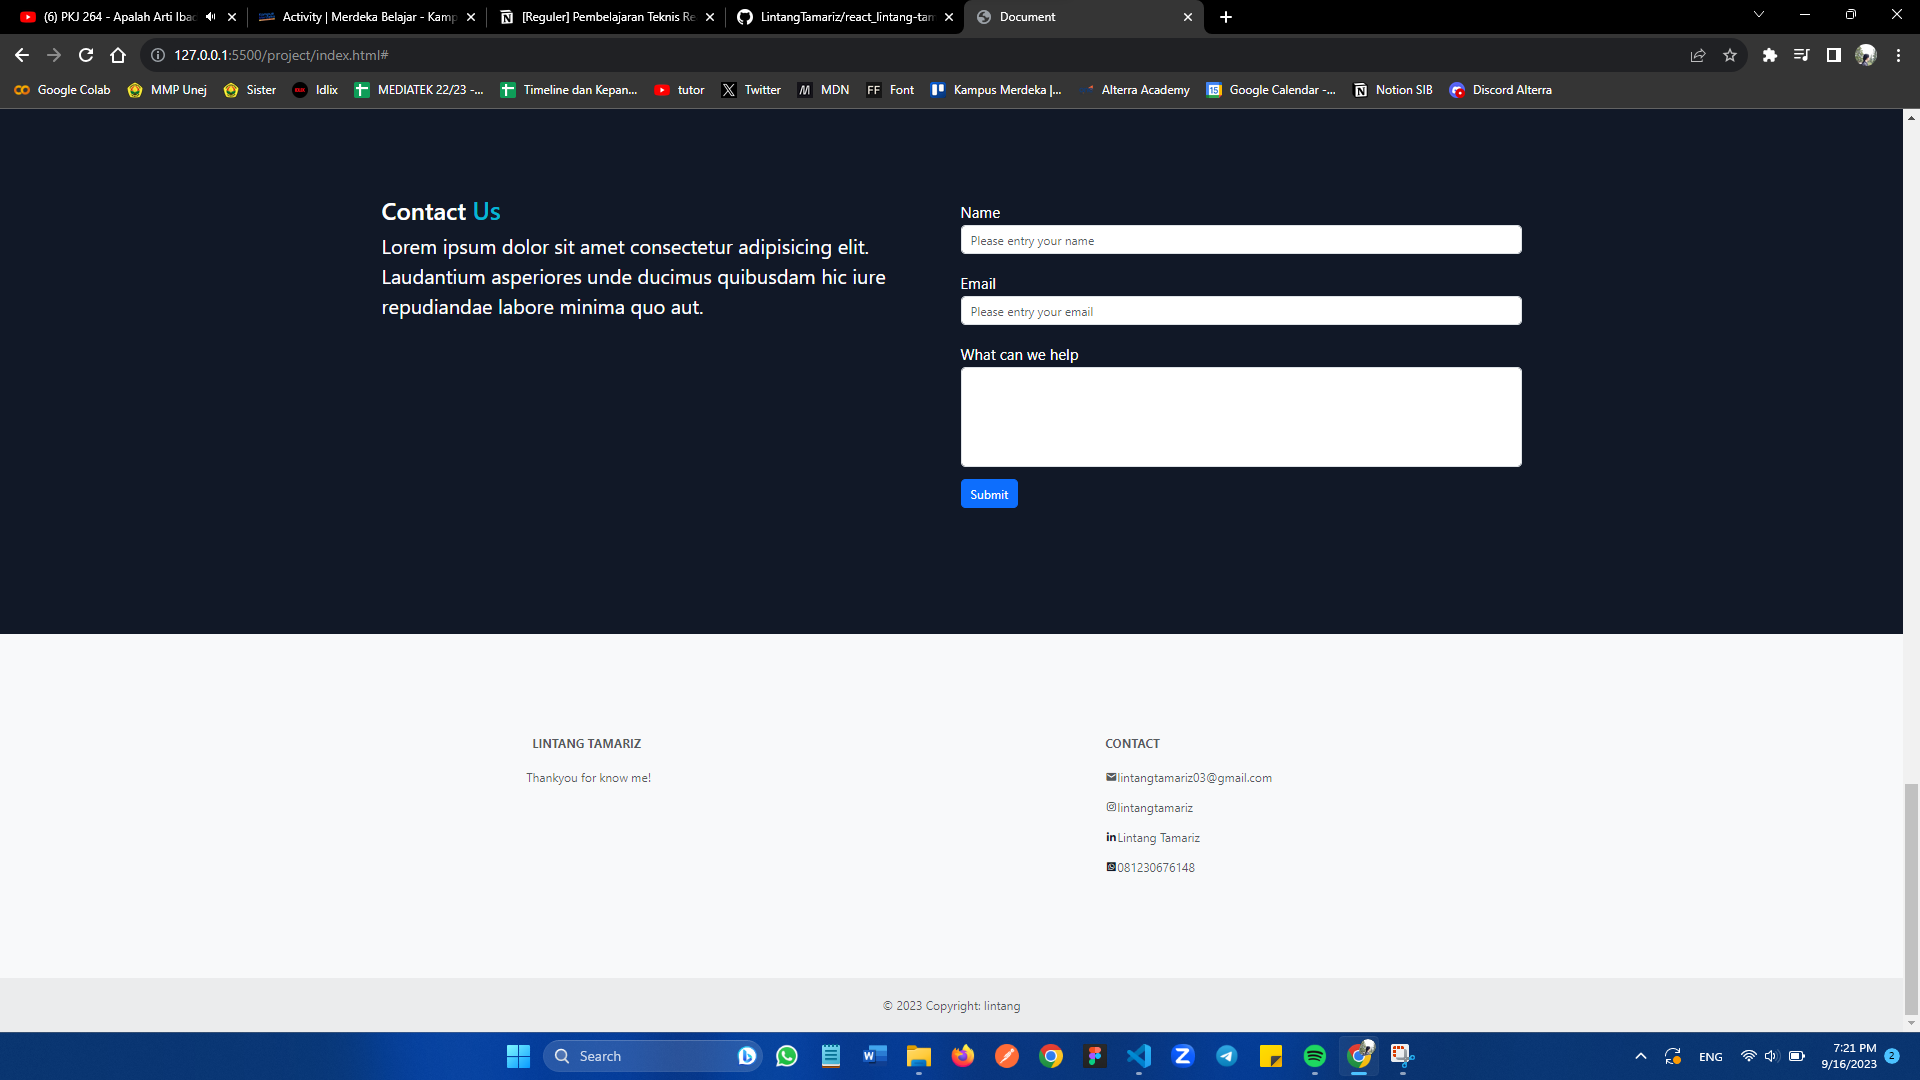 (6) PKJ 264 - Apalah Arti Ibad
Activity | Merdeka Belajar - Kamp
[Reguler] Pembelajaran Teknis Re
LintangTamariz/react_lintang-tam
Document
127.0.0.1:5500/project/index.html#
Google Colab
MMP Unej
Sister
Idlix
MEDIATEK 22/23 -...
Timeline dan Kepan...
tutor
Twitter
MDN
FF Font
Kampus Merdeka |...
Alterra Academy
Google Calendar -...
Notion SIB
Discord Alterra
Contact Us
Lorem ipsum dolor sit amet consectetur adipisicing elit.
Laudantium asperiores unde ducimus quibusdam hic iure
repudiandae labore minima quo aut.
Name
Please entry your name
Email
Please entry your email
What can we help
Submit
LINTANG TAMARIZ
Thankyou for know me!
CONTACT
lintangtamariz03@gmail.com
lintangtamariz
Lintang Tamariz
081230676148
© 2023 Copyright: lintang
Search
ENG
7:21 PM
9/16/2023
2